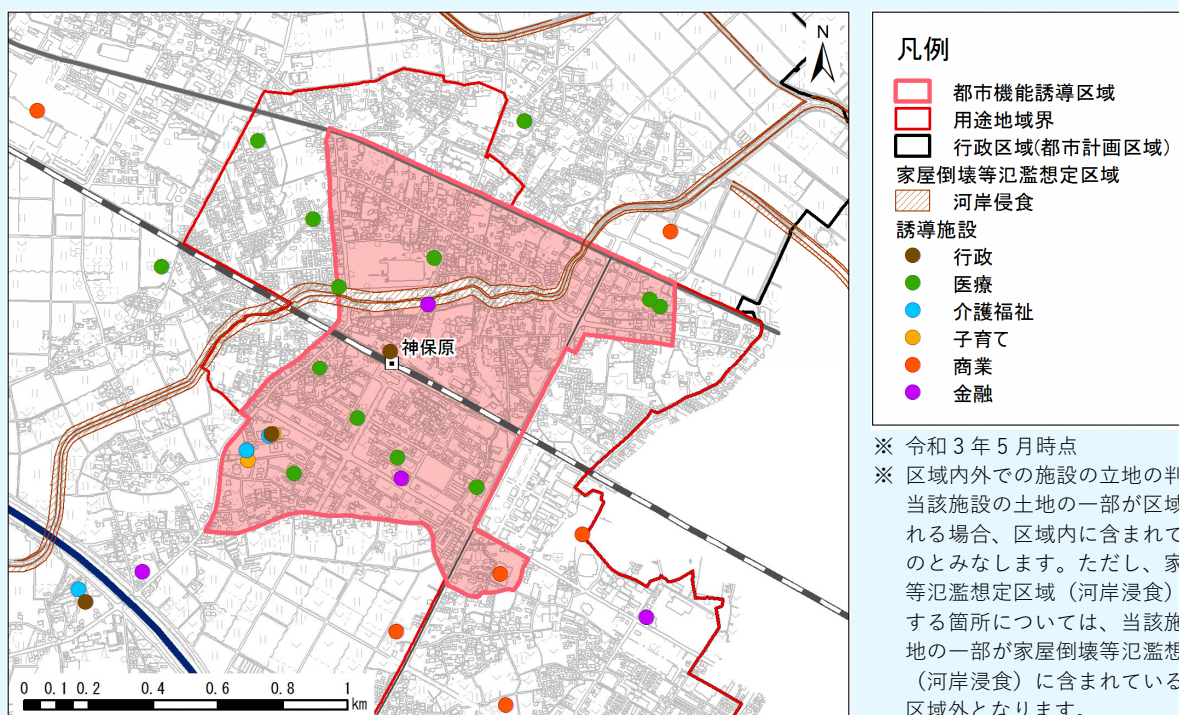 N
神保原
0 0.1 0.2 0.4 0.6 0.8 1
km
凡例
都市機能誘導区域
用途地域界
行政区域(都市計画区域)
家屋倒壊等氾濫想定区域
河岸侵食
誘導施設
行政
医療
介護福祉
子育て
商業
金融
※ 令和3年5月時点
※ 区域内外での施設の立地の判
当該施設の土地の一部が区域
れる場合、区域内に含まれて
のとみなします。ただし、家
等氾濫想定区域（河岸浸食）
する箇所については、当該施
地の一部が家屋倒壊等氾濫想
（河岸浸食）に含まれている
区域外となります。